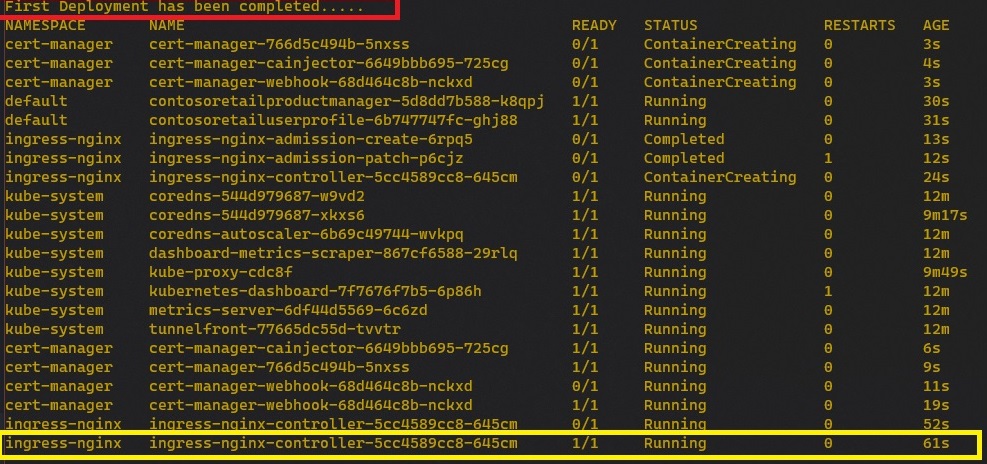 First Deployment has been completed.....
NAMESPACE NAME READY STATUS RESTARTS AGE
cert-manager cert-manager-766d5c494b-5nxss 0/1 ContainerCreating 0 3s
cert-manager cert-manager-cainjector-6649bbb695-725cg 0/1 ContainerCreating 0 4s
cert-manager cert-manager-webhook-68d464c8b-nckxd 0/1 ContainerCreating 0 3s
default contosoretailproductmanager-5d8dd7b588-k8qpj 1/1 Running 0 30s
default contosoretailuserprofile-6b747747fc-ghj88 1/1 Running 0 31s
ingress-nginx ingress-nginx-admission-create-6rpq5 0/1 Completed 0 13s
ingress-nginx ingress-nginx-admission-patch-p6cjz 0/1 Completed 1 12s
ingress-nginx ingress-nginx-controller-5cc4589cc8-645cm 0/1 ContainerCreating 0 24s
kube-system coredns-544d979687-w9vd2 1/1 Running 0 12m
kube-system coredns-544d979687-xkxs6 1/1 Running 0 9m17s
kube-system coredns-autoscaler-6b69c49744-wvkpq 1/1 Running 0 12m
kube-system dashboard-metrics-scraper-867cf6588-29rlq 1/1 Running 0 12m
kube-system kube-proxy-cdc8f 1/1 Running 0 9m49s
kube-system kubernetes-dashboard-7f7676f7b5-6p86h 1/1 Running 1 12m
kube-system metrics-server-6df44d5569-6c6zd 1/1 Running 0 12m
kube-system tunnelfront-77665dc55d-tvvtr 1/1 Running 0 12m
cert-manager cert-manager-cainjector-6649bbb695-725cg 1/1 Running 0 6s
cert-manager cert-manager-766d5c494b-5nxss 1/1 Running 0 9s
cert-manager cert-manager-webhook-68d464c8b-nckxd 0/1 Running 0 11s
cert-manager cert-manager-webhook-68d464c8b-nckxd 1/1 Running 0 19s
ingress-nginx ingress-nginx-controller-5cc4589cc8-645cm 0/1 Running 0 52s
ingress-nginx ingress-nginx-controller-5cc4589cc8-645cm 1/1 Running 0 61s